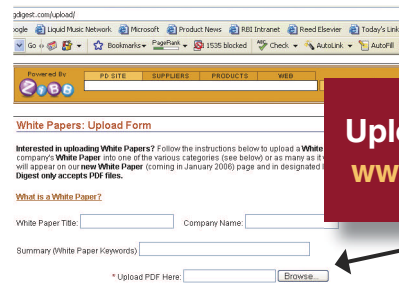 gdigest.com/upload/
oogle Liquid Music Network Microsoft Product News RBI Intranet Reed Elsevier Today's Link
Go Bookmarks PageRank 1535 blocked Check AutoLink AutoFill
Powered By PD SITE SUPPLIERS PRODUCTS WEB
ZIBB
White Papers: Upload Form
Interested in uploading White Papers? Follow the instructions below to upload a White
company's White Paper into one of the various categories (see below) or as many as it
will appear on our new White Paper (coming in January 2006) page and in designated
Digest only accepts PDF files.
Uplo
ww
What is a White Paper?
White Paper Title: Company Name:
Summary (White Paper Keywords)
* Upload PDF Here: Browse...